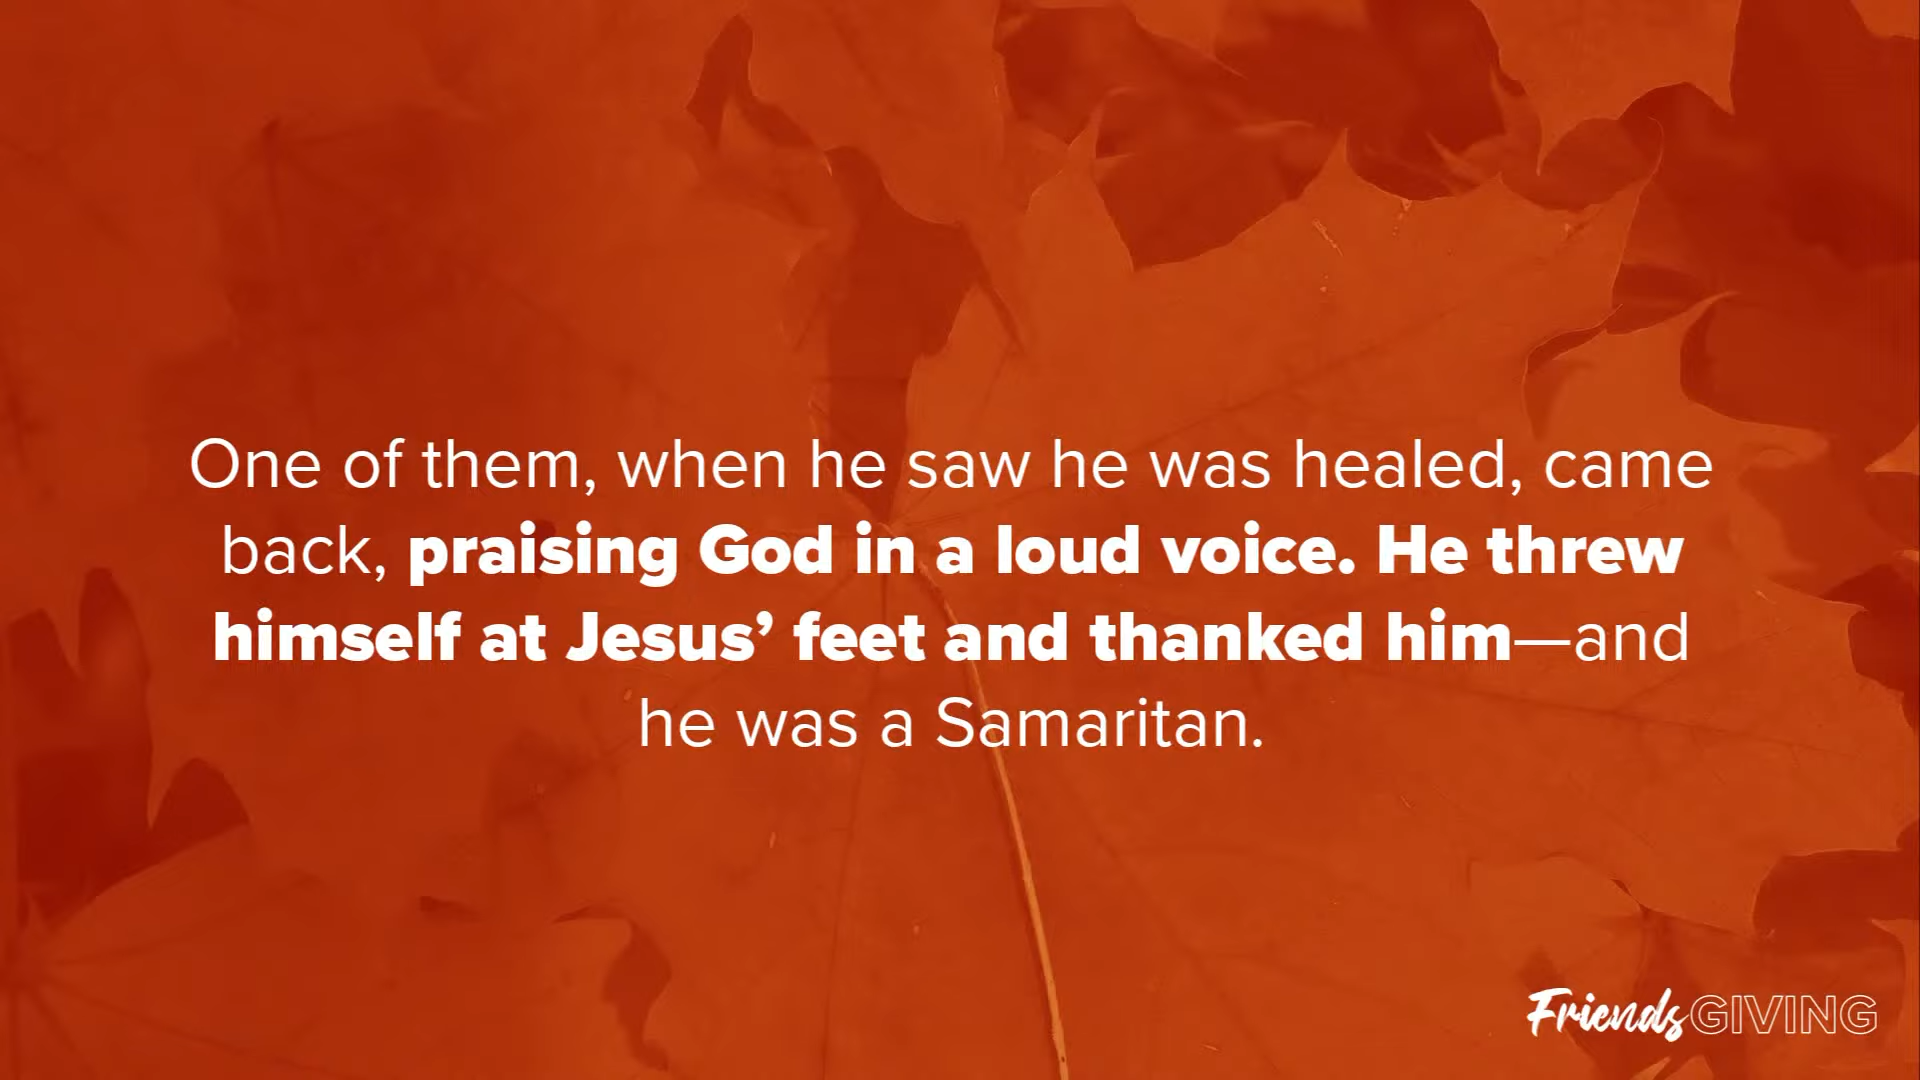 One of them, when he saw he was healed, came
back, praising God in a loud voice. He threw
himself at Jesus’ feet and thanked him—and
he was a Samaritan.
FriendsGIVING